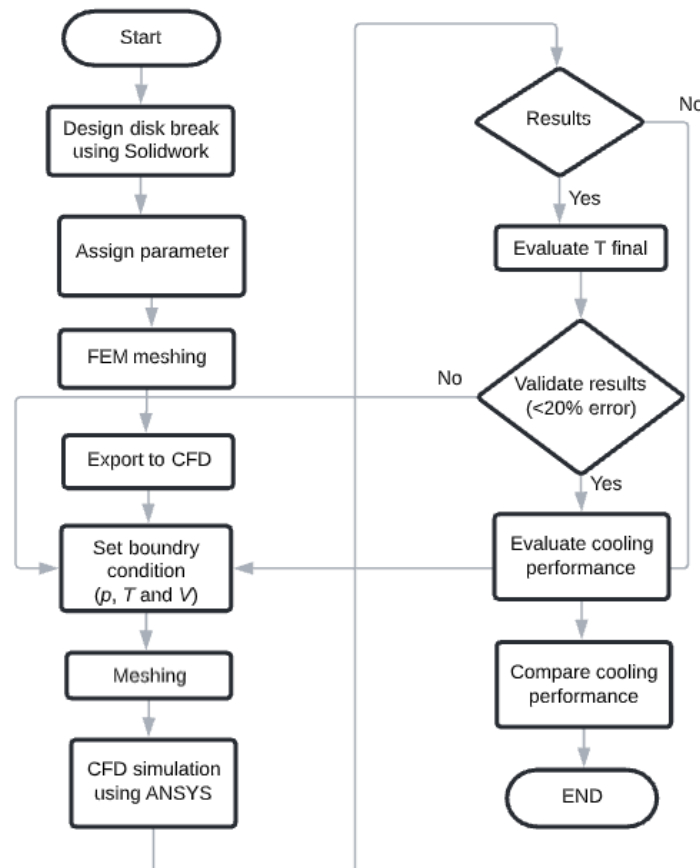 Start
Design disk break
using Solidwork
Assign parameter
FEM meshing
Export to CFD
Set boundry
condition
(p, T and V)
Meshing
CFD simulation
using ANSYS
Results
No
Yes
Evaluate T final
No
Validate results
(<20% error)
Yes
Evaluate cooling
performance
Compare cooling
performance
END